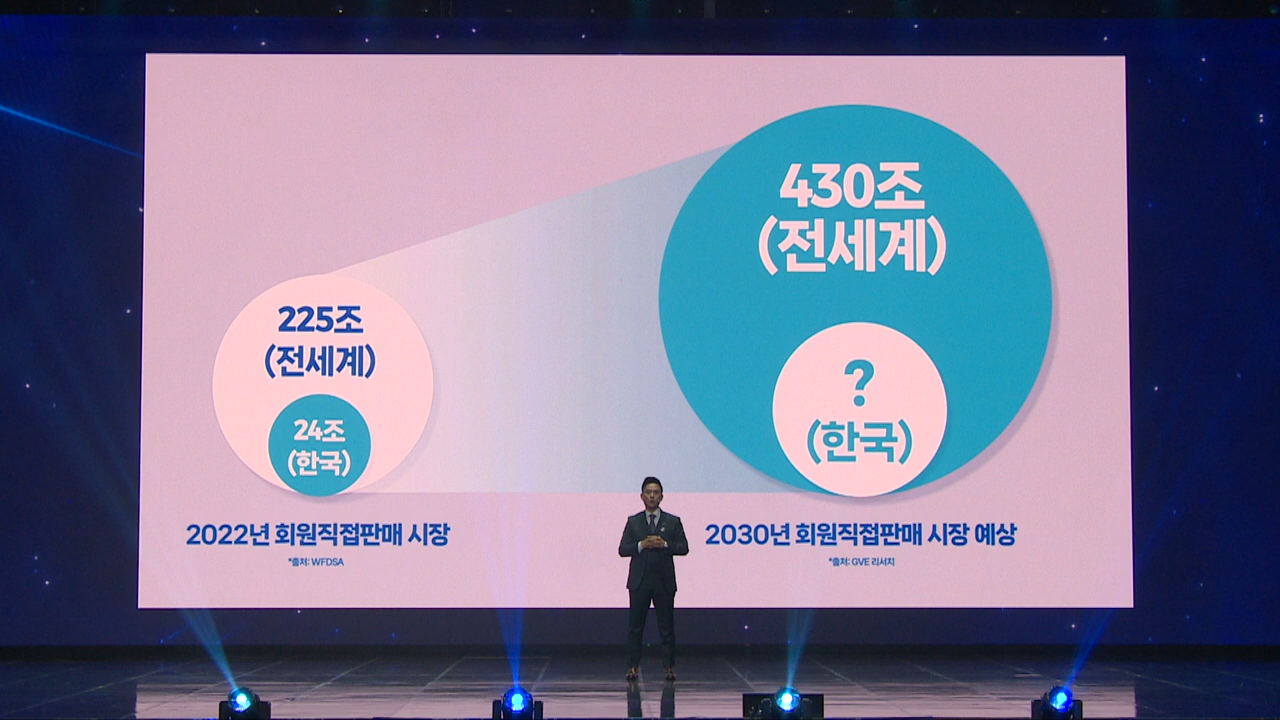 225조
(전세계)
24조
(한국)
2022년 회원직접판매 시장
*출처: WFDSA
430조
(전세계)
?
(한국)
2030년 회원직접판매 시장 예상
*출처: GVE 리서치